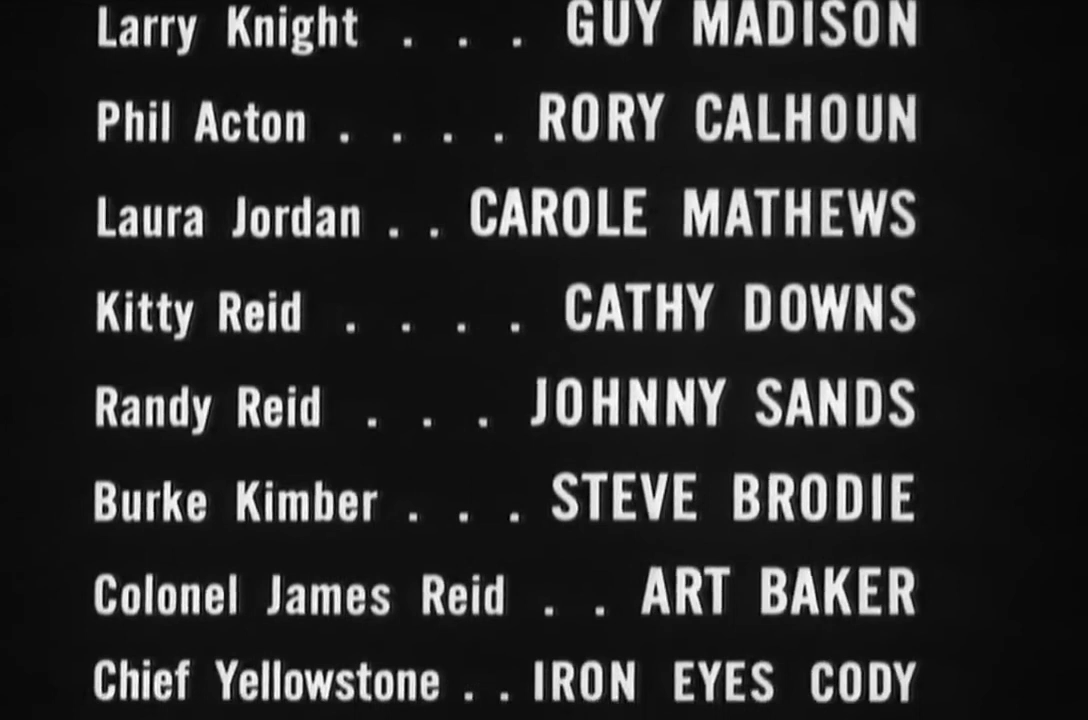 Larry Knight . . . GUY MADISON
Phil Acton . . . . RORY CALHOUN
Laura Jordan . . CAROLE MATHEWS
Kitty Reid . . . . CATHY DOWNS
Randy Reid . . . JOHNNY SANDS
Burke Kimber . . . STEVE BRODIE
Colonel James Reid . . ART BAKER
Chief Yellowstone . . IRON EYES CODY